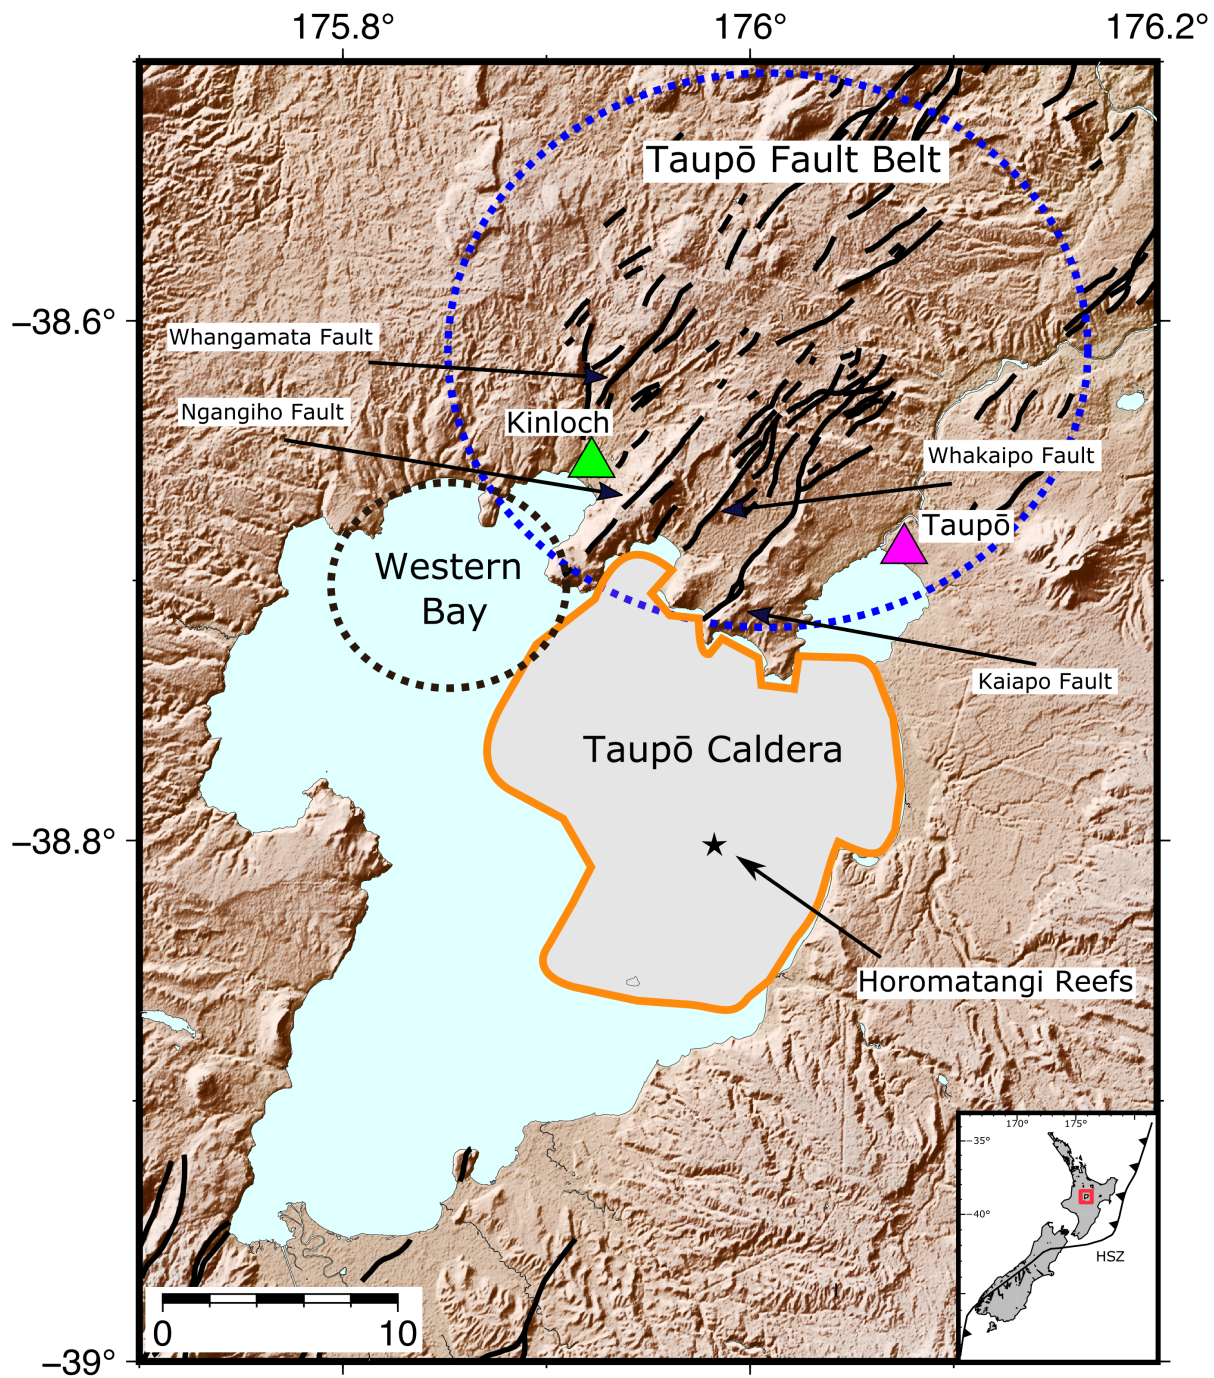 175.8°
176°
176.2°
Taupō Fault Belt
−38.6°
Whangamata Fault
Ngangiho Fault
Kinloch
Whakaipo Fault
Taupō
Western
Bay
Kaiapo Fault
Taupō Caldera
−38.8°
Horomatangi Reefs
170°
175°
−35°
−40°
HSZ
0
10
−39°